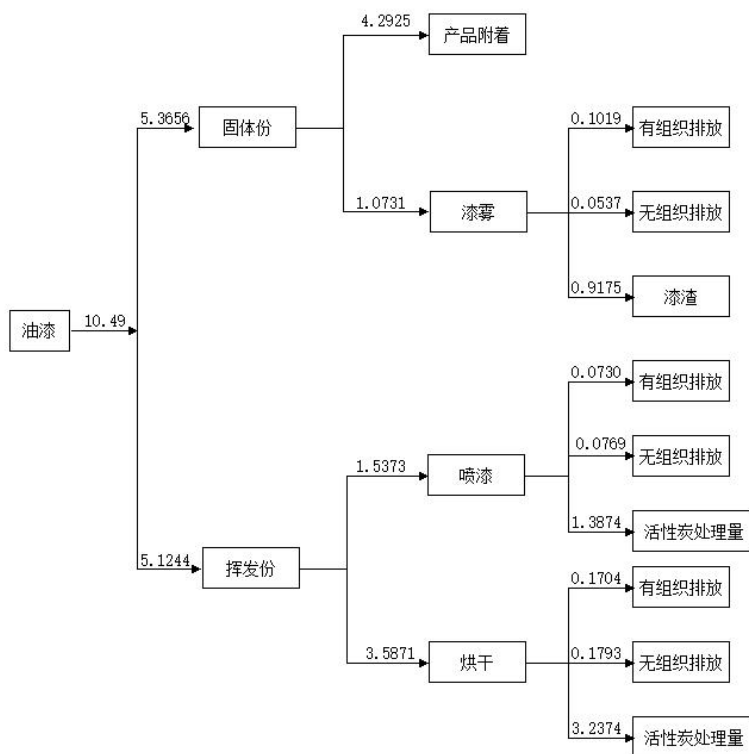 4.2925
产品附着
5.3656
固体份
0.1019
有组织排放
1.0731
漆雾
0.0537
无组织排放
0.9175
漆渣
油漆
10.49
0.0730
有组织排放
1.5373
喷漆
0.0769
无组织排放
1.3874
活性炭处理量
5.1244
挥发份
0.1704
有组织排放
3.5871
烘干
0.1793
无组织排放
3.2374
活性炭处理量